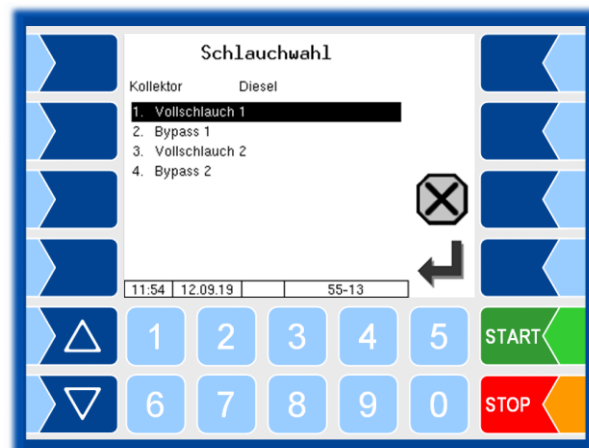 Schlauchwahl
Kollektor Diesel
1. Vollschlauch 1
2. Bypass 1
3. Vollschlauch 2
4. Bypass 2
11:54 12.09.19 55-13
1 2 3 4 5 START
6 7 8 9 0 STOP